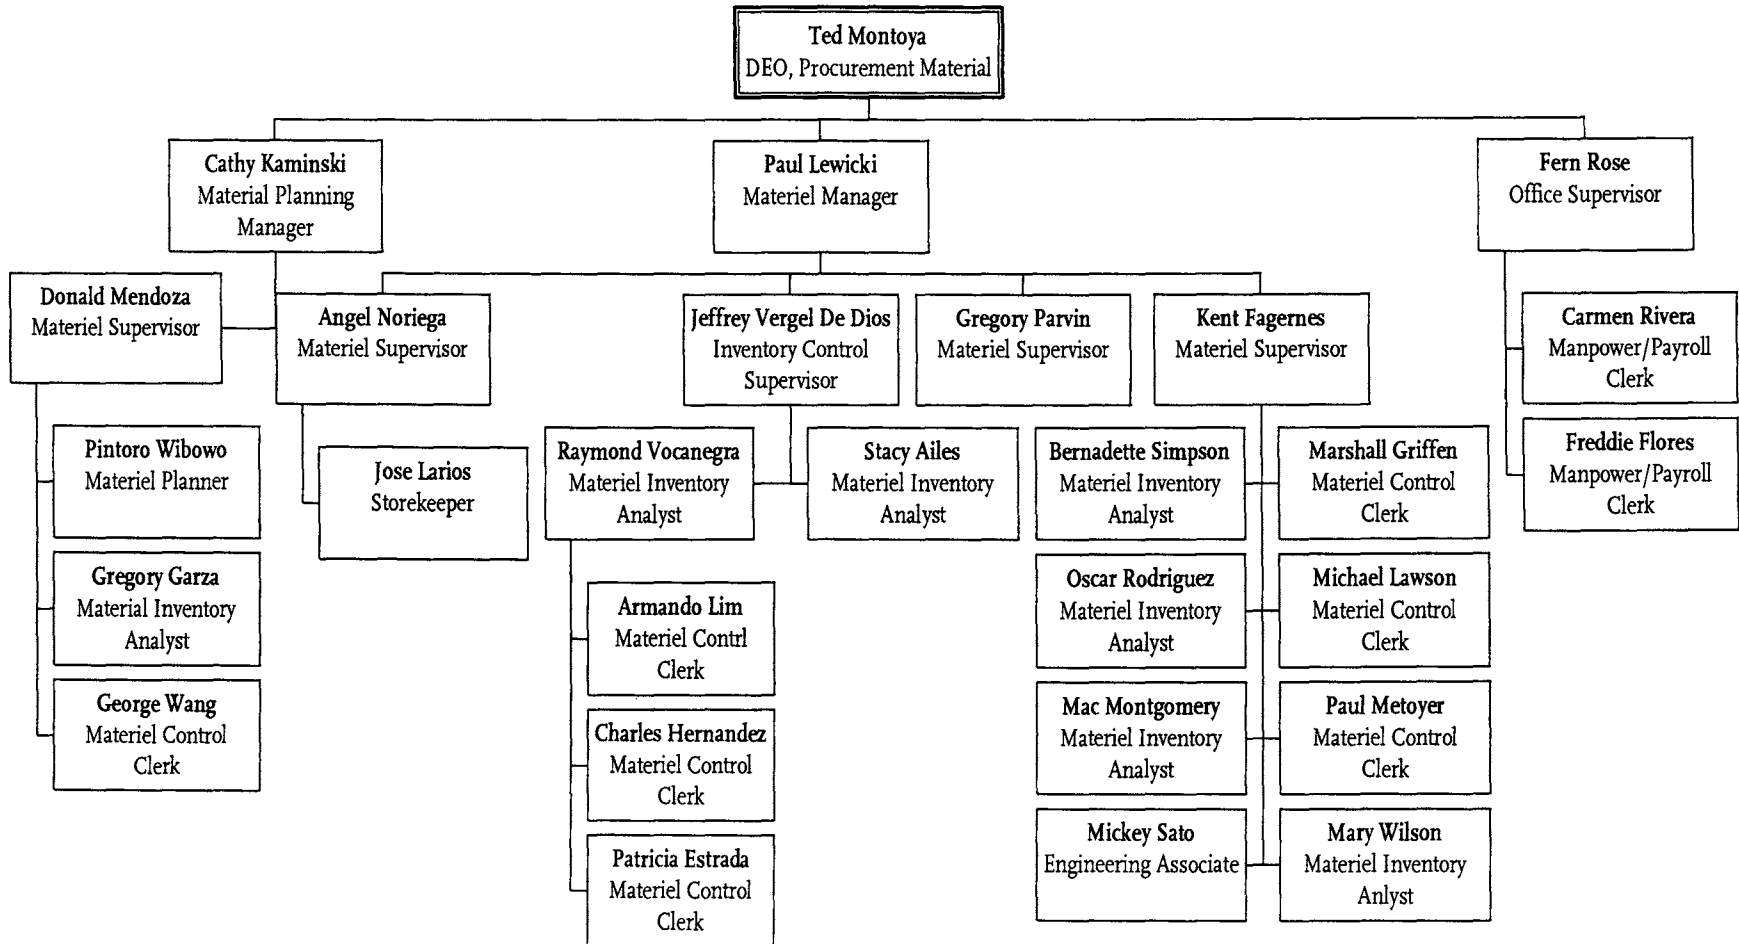 Ted Montoya
DEO, Procurement Material
Cathy Kaminski
Material Planning
Manager
Paul Lewicki
Materiel Manager
Fern Rose
Office Supervisor
Donald Mendoza
Materiel Supervisor
Angel Noriega
Materiel Supervisor
Jeffrey Vergel De Dios
Inventory Control
Supervisor
Gregory Parvin
Materiel Supervisor
Kent Fagernes
Materiel Supervisor
Carmen Rivera
Manpower/Payroll
Clerk
Freddie Flores
Manpower/Payroll
Clerk
Pintoro Wibowo
Materiel Planner
Gregory Garza
Material Inventory
Analyst
George Wang
Materiel Control
Clerk
Jose Larios
Storekeeper
Raymond Vocanegra
Materiel Inventory
Analyst
Stacy Ailes
Materiel Inventory
Analyst
Armando Lim
Materiel Contrl
Clerk
Charles Hernandez
Materiel Control
Clerk
Patricia Estrada
Materiel Control
Clerk
Bernadette Simpson
Materiel Inventory
Analyst
Marshall Griffen
Materiel Control
Clerk
Oscar Rodriguez
Materiel Inventory
Analyst
Michael Lawson
Materiel Control
Clerk
Mac Montgomery
Materiel Inventory
Analyst
Paul Metoyer
Materiel Control
Clerk
Mickey Sato
Engineering Associate
Mary Wilson
Materiel Inventory
Anlyst